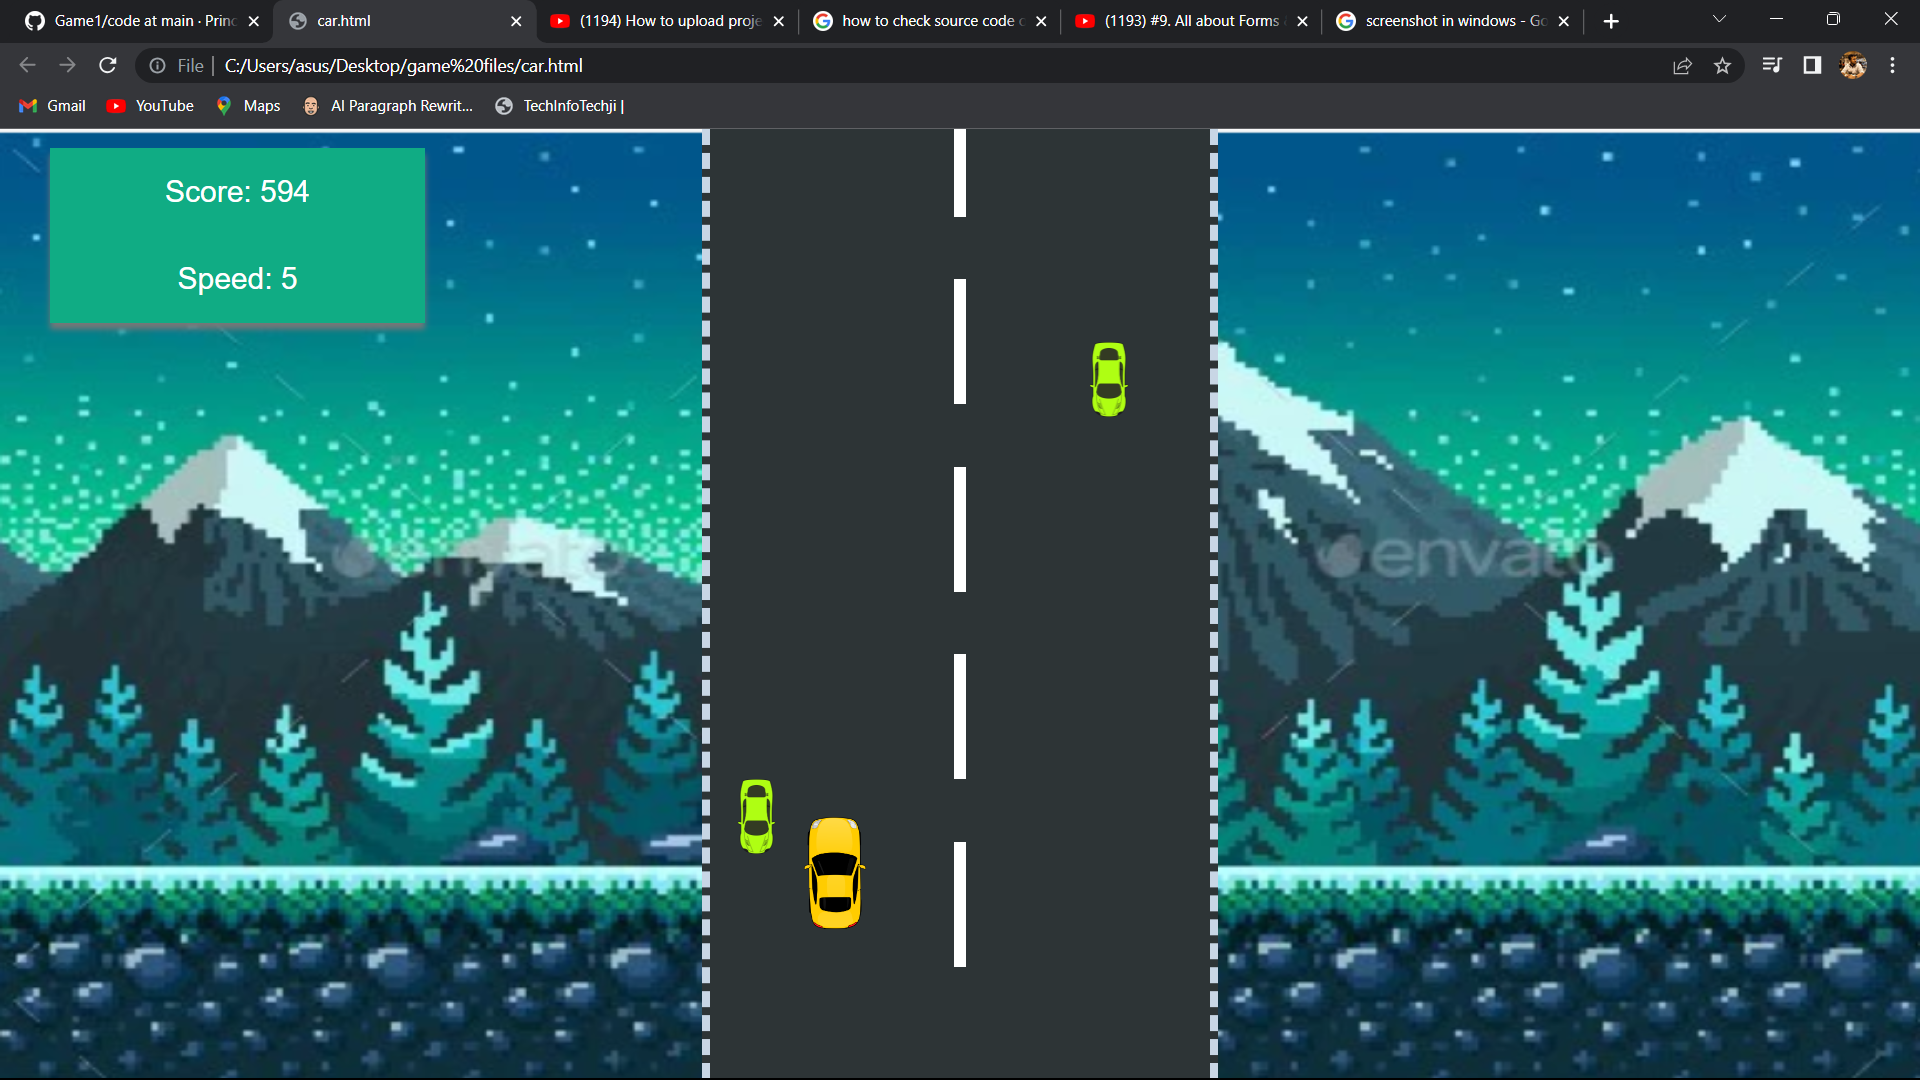 Game1/code at main · Princ
car.html
(1194) How to upload proje
how to check source code o
(1193) #9. All about Forms
screenshot in windows - Go
File
C:/Users/asus/Desktop/game%20files/car.html
Gmail
YouTube
Maps
AI Paragraph Rewrit...
TechInfoTechji |
Score: 594
Speed: 5
envato
envato